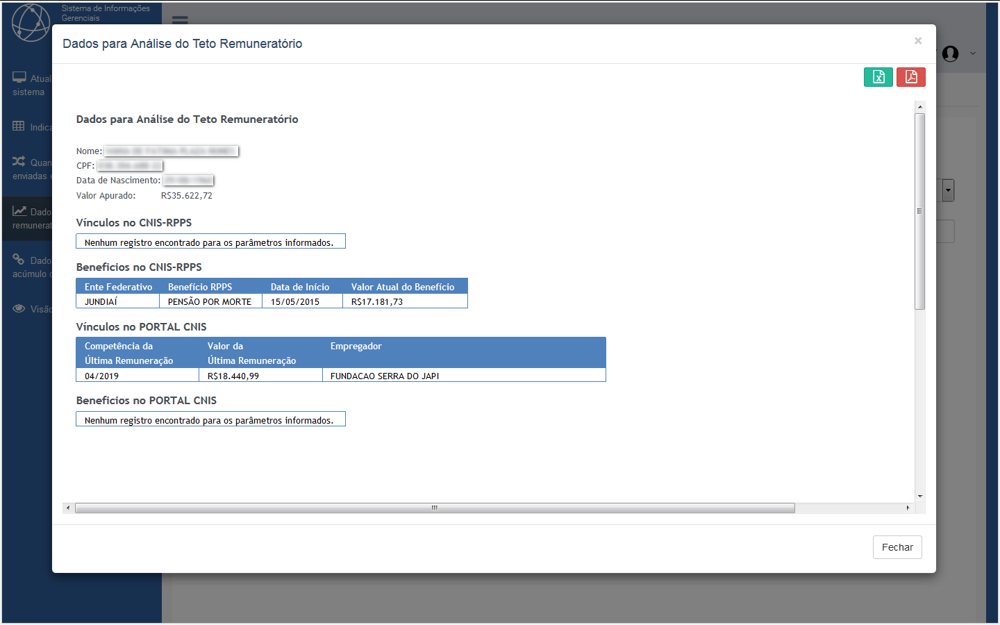 Sistema de Informações
Gerenciais
Dados para Análise do Teto Remuneratório
×
Atual
sistema
Indica
Quan
enviadas
Dado
remunerat
Dado
acúmulo
Visão
Dados para Análise do Teto Remuneratório
Nome:
CPF:
Data de Nascimento:
Valor Apurado: R$35.622,72
Vínculos no CNIS-RPPS
Nenhum registro encontrado para os parâmetros informados.
Beneficios no CNIS-RPPS
Ente Federativo Benefício RPPS Data de Início Valor Atual do Benefício
JUNDIAÍ PENSÃO POR MORTE 15/05/2015 R$17.181,73
Vínculos no PORTAL CNIS
Competência da Valor da Empregador
Última Remuneração Última Remuneração
04/2019 R$18.440,99 FUNDACAO SERRA DO JAPI
Beneficios no PORTAL CNIS
Nenhum registro encontrado para os parâmetros informados.
Fechar